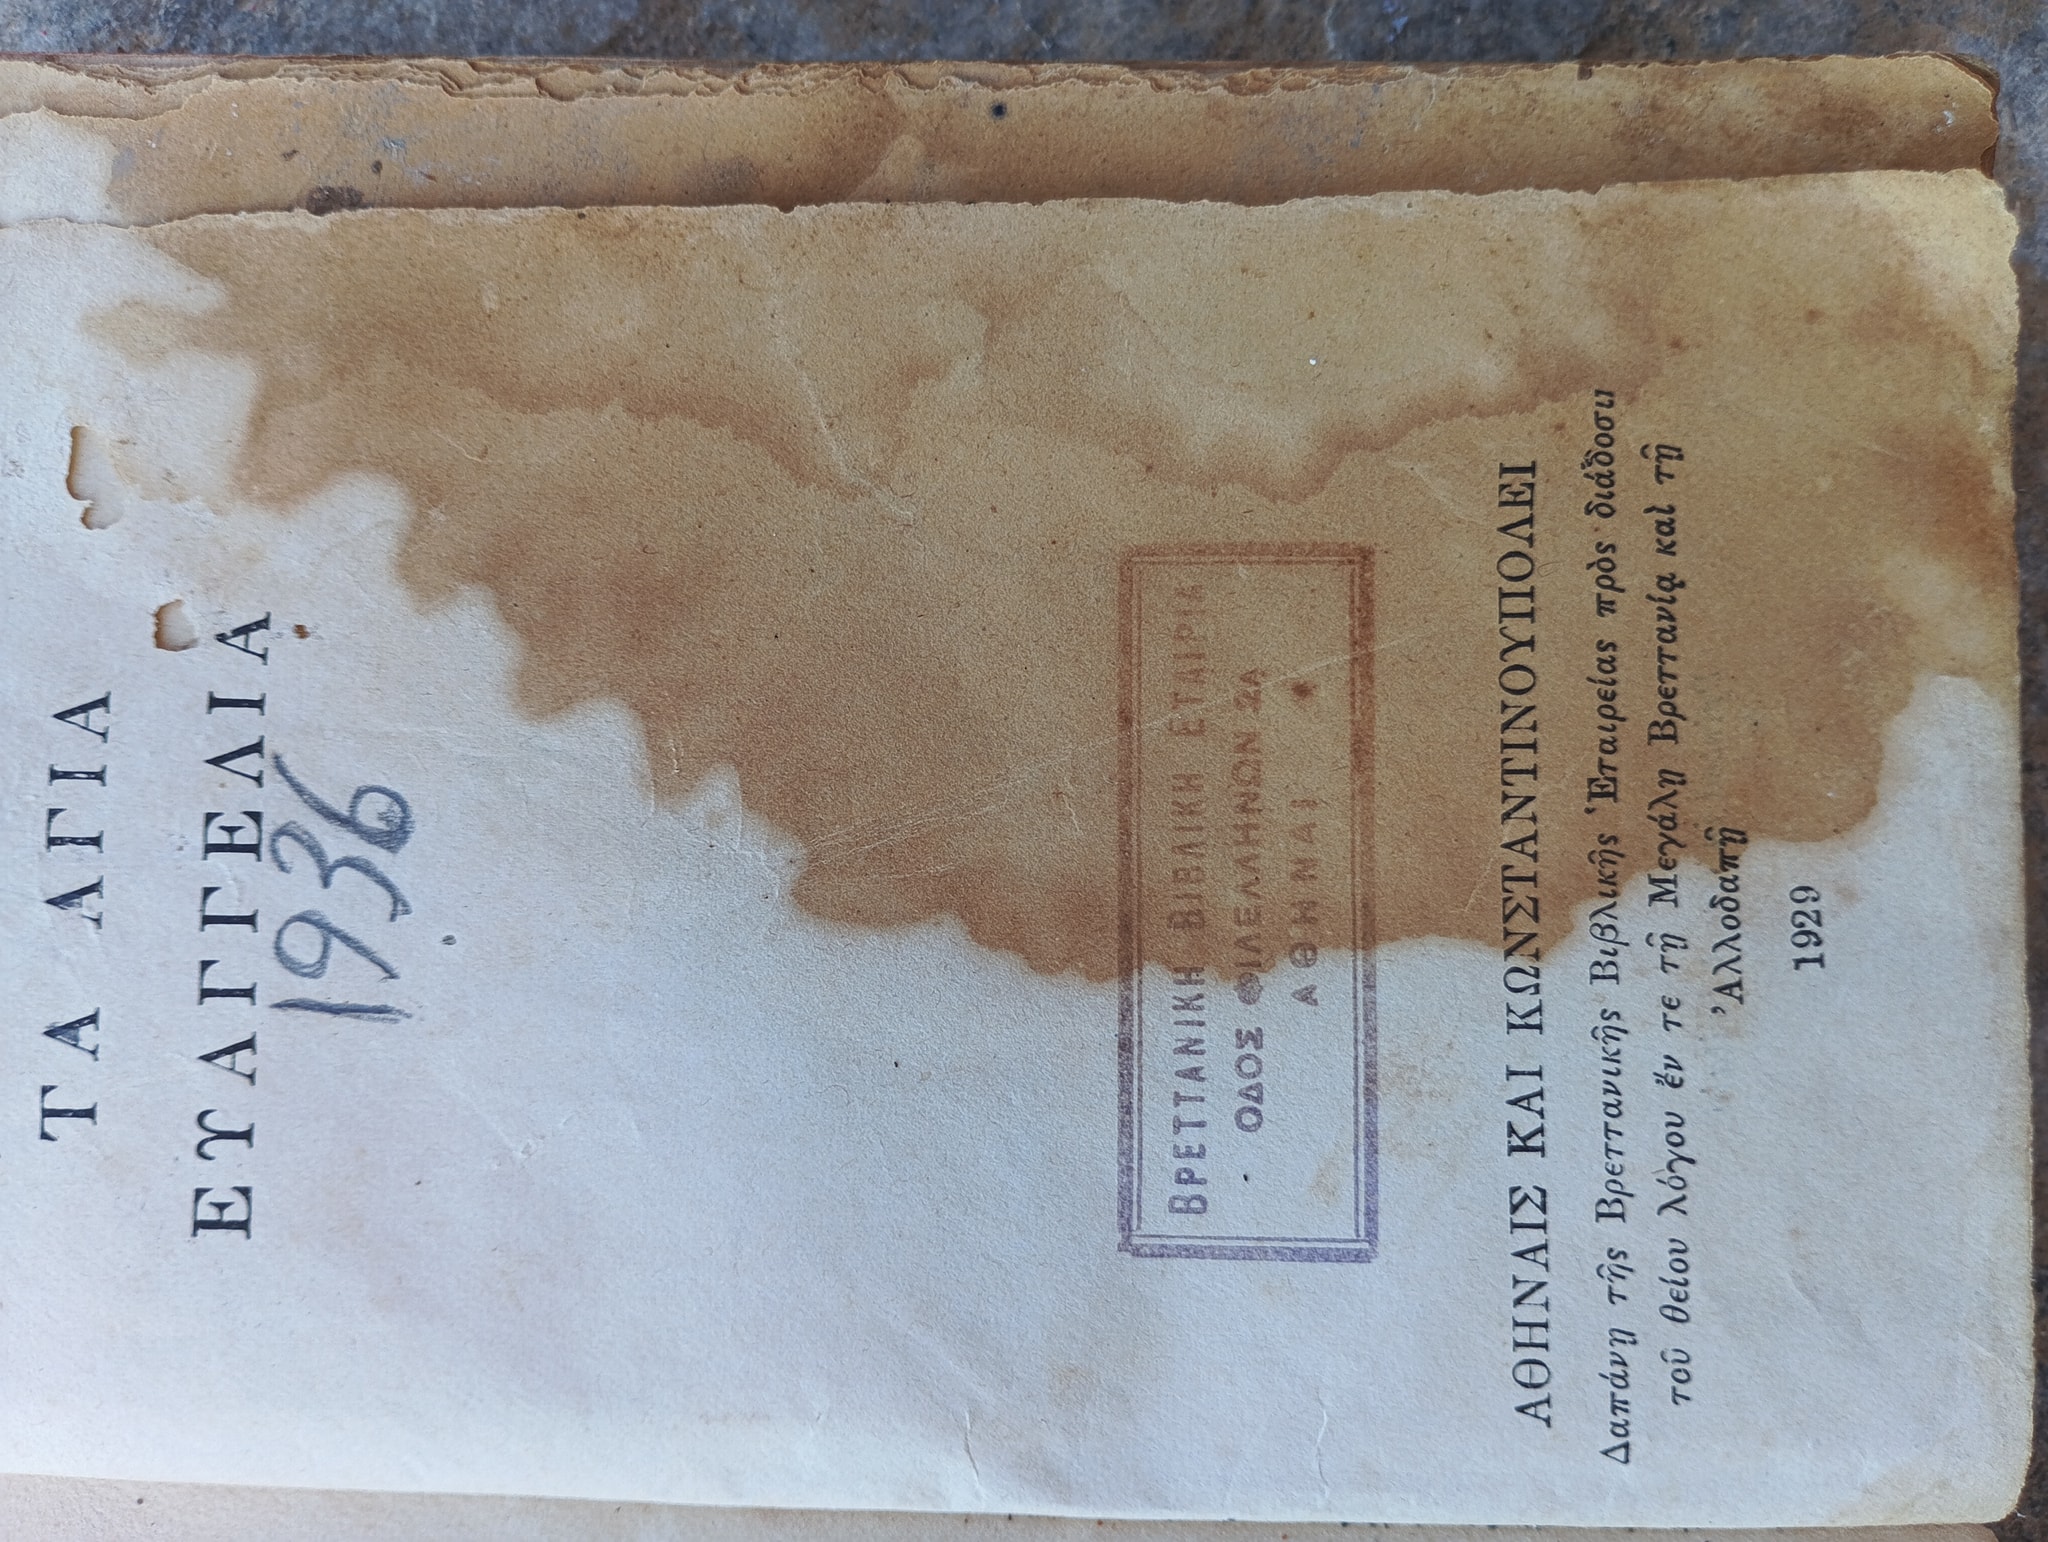 ΤΑ ΑΓΙΑ
ΕΥΑΓΓΕΛΙΑ
1936
ΒΡΕΤΤΑΝΙΚΗ ΒΙΒΛΙΚΗ ΕΤΑΙΡΙΑ
ΟΔΟΣ ΦΙΛΕΛΛΗΝΩΝ 2Α
ΑΘΗΝΑΙ
ΑΘΗΝΑΙΣ ΚΑΙ ΚΩΝΣΤΑΝΤΙΝΟΥΠΟΛΕΙ
Δαπάνῃ τῆς Βρεττανικῆς Βιβλικῆς Ἑταιρείας πρὸς διάδοσιν
τοῦ θείου λόγου ἔν τε τῇ Μεγάλῃ Βρεττανίᾳ καὶ τῇ
Ἀλλοδαπῇ
1929